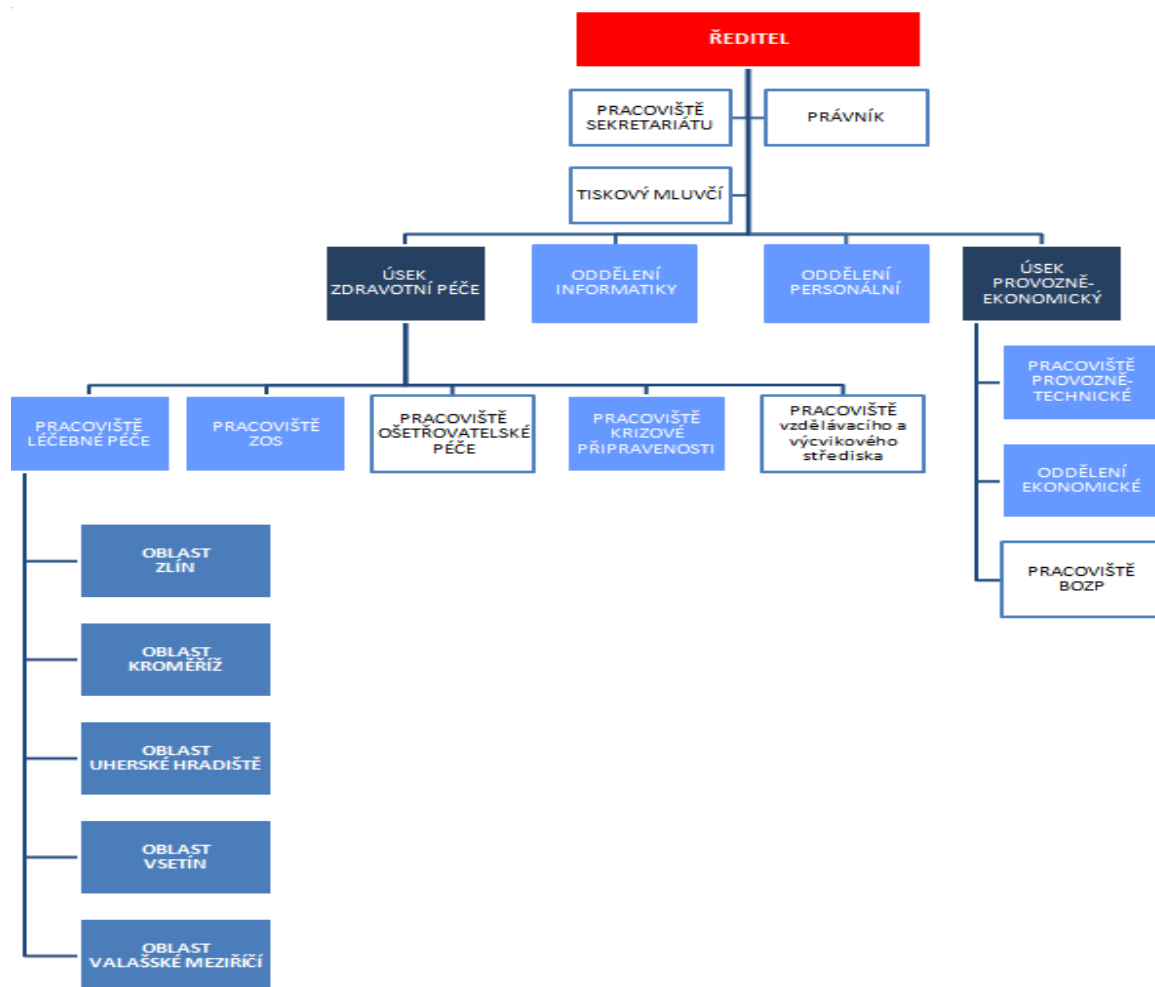 ŘEDITEL
PRACOVIŠTĚ
SEKRETARIÁTU
PRÁVNÍK
TISKOVÝ MLUVČÍ
ÚSEK
ZDRAVOTNÍ PÉČE
ODDĚLENÍ
INFORMATIKY
ODDĚLENÍ
PERSONÁLNÍ
ÚSEK
PROVOZNĚ-
EKONOMICKÝ
PRACOVIŠTĚ
PROVOZNĚ-
TECHNICKÉ
ODDĚLENÍ
EKONOMICKÉ
PRACOVIŠTĚ
BOZP
PRACOVIŠTĚ
LÉČEBNÉ PÉČE
PRACOVIŠTĚ
ZOS
PRACOVIŠTĚ
OŠETŘOVATELSKÉ
PÉČE
PRACOVIŠTĚ
KRIZOVÉ
PŘIPRAVENOSTI
PRACOVIŠTĚ
vzdělávacího a
výcvikového
střediska
OBLAST
ZLÍN
OBLAST
KROMĚŘÍŽ
OBLAST
UHERSKÉ HRADIŠTĚ
OBLAST
VSETÍN
OBLAST
VALAŠSKÉ MEZIŘÍČÍ